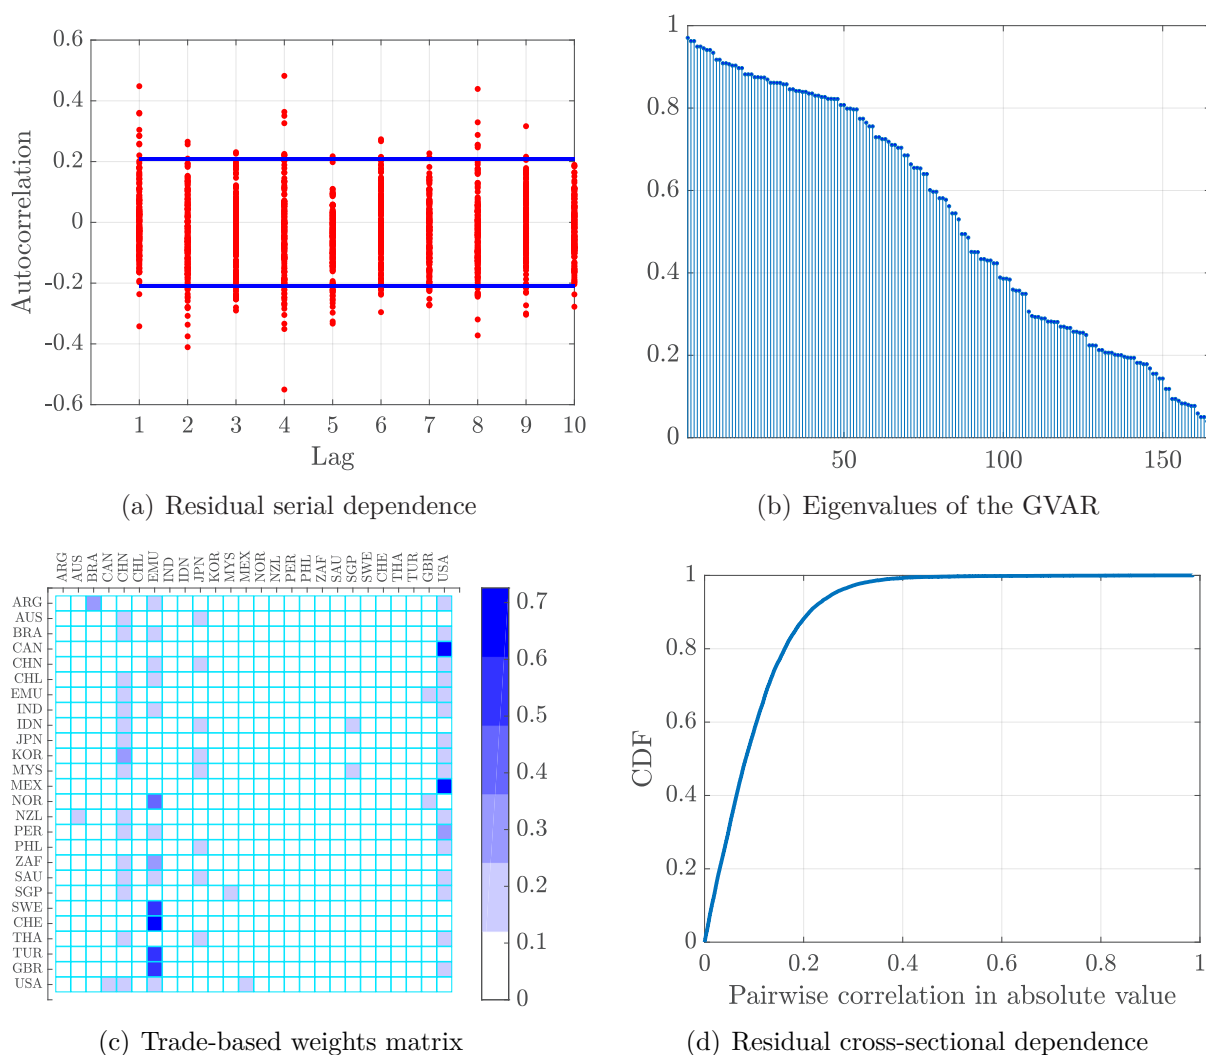 0.6
0.4
0.2
0
-0.2
-0.4
-0.6
Autocorrelation
1 2 3 4 5 6 7 8 9 10
Lag
(a) Residual serial dependence
1
0.8
0.6
0.4
0.2
0
50 100 150
(b) Eigenvalues of the GVAR
ARG AUS BRA CAN CHN CHL EMU IND IDN JPN KOR MYS MEX NOR NZL PER PHL ZAF SAU SGP SWE CHE THA TUR GBR USA
ARG
AUS
BRA
CAN
CHN
CHL
EMU
IND
IDN
JPN
KOR
MYS
MEX
NOR
NZL
PER
PHL
ZAF
SAU
SGP
SWE
CHE
THA
TUR
GBR
USA
0.7
0.6
0.5
0.4
0.3
0.2
0.1
0
(c) Trade-based weights matrix
1
0.8
0.6
0.4
0.2
0
CDF
0 0.2 0.4 0.6 0.8 1
Pairwise correlation in absolute value
(d) Residual cross-sectional dependence